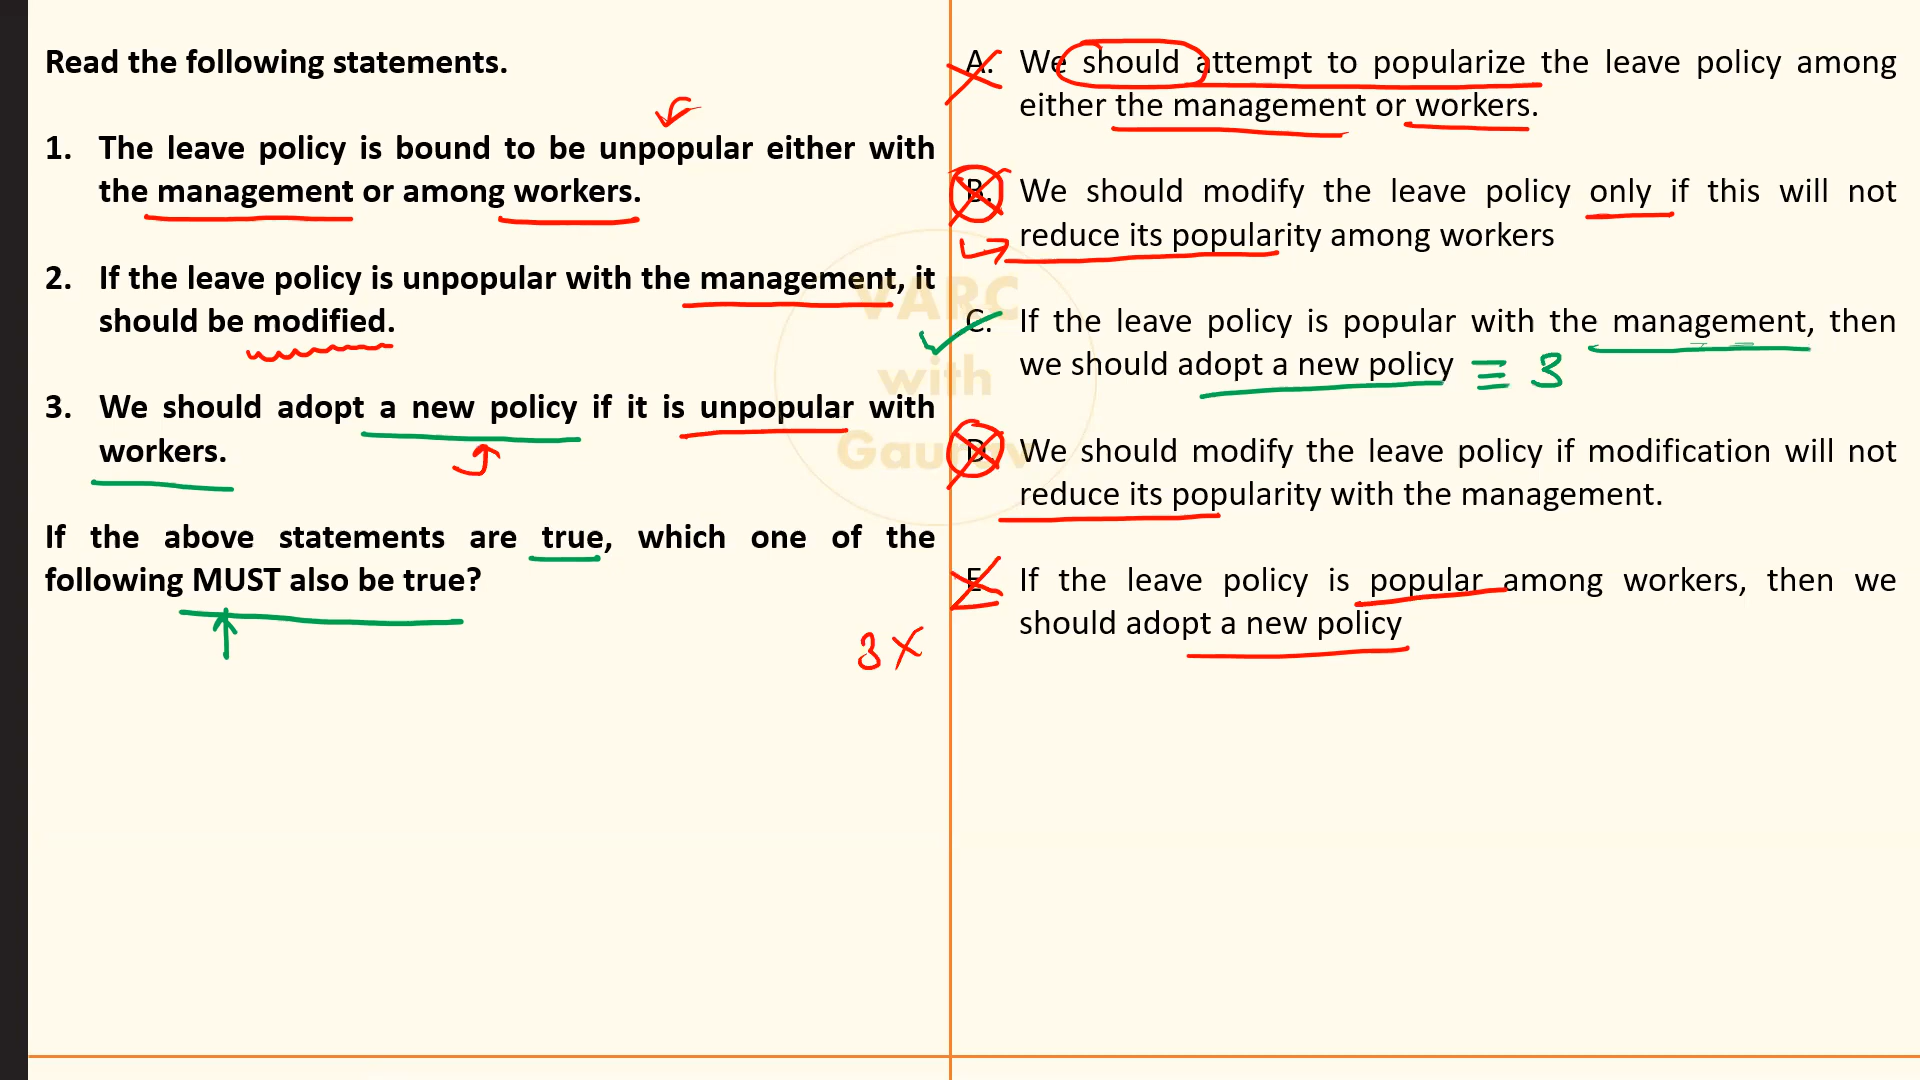 Read the following statements.
1. The leave policy is bound to be unpopular either with
the management or among workers.
2. If the leave policy is unpopular with the management, it
should be modified.
3. We should adopt a new policy if it is unpopular with
workers.
If the above statements are true, which one of the
following MUST also be true?
3 X
A. We should attempt to popularize the leave policy among
either the management or workers.
B. We should modify the leave policy only if this will not
reduce its popularity among workers
C. If the leave policy is popular with the management, then
we should adopt a new policy ≡ 3
D. We should modify the leave policy if modification will not
reduce its popularity with the management.
E. If the leave policy is popular among workers, then we
should adopt a new policy
VARC
with
Gaurav